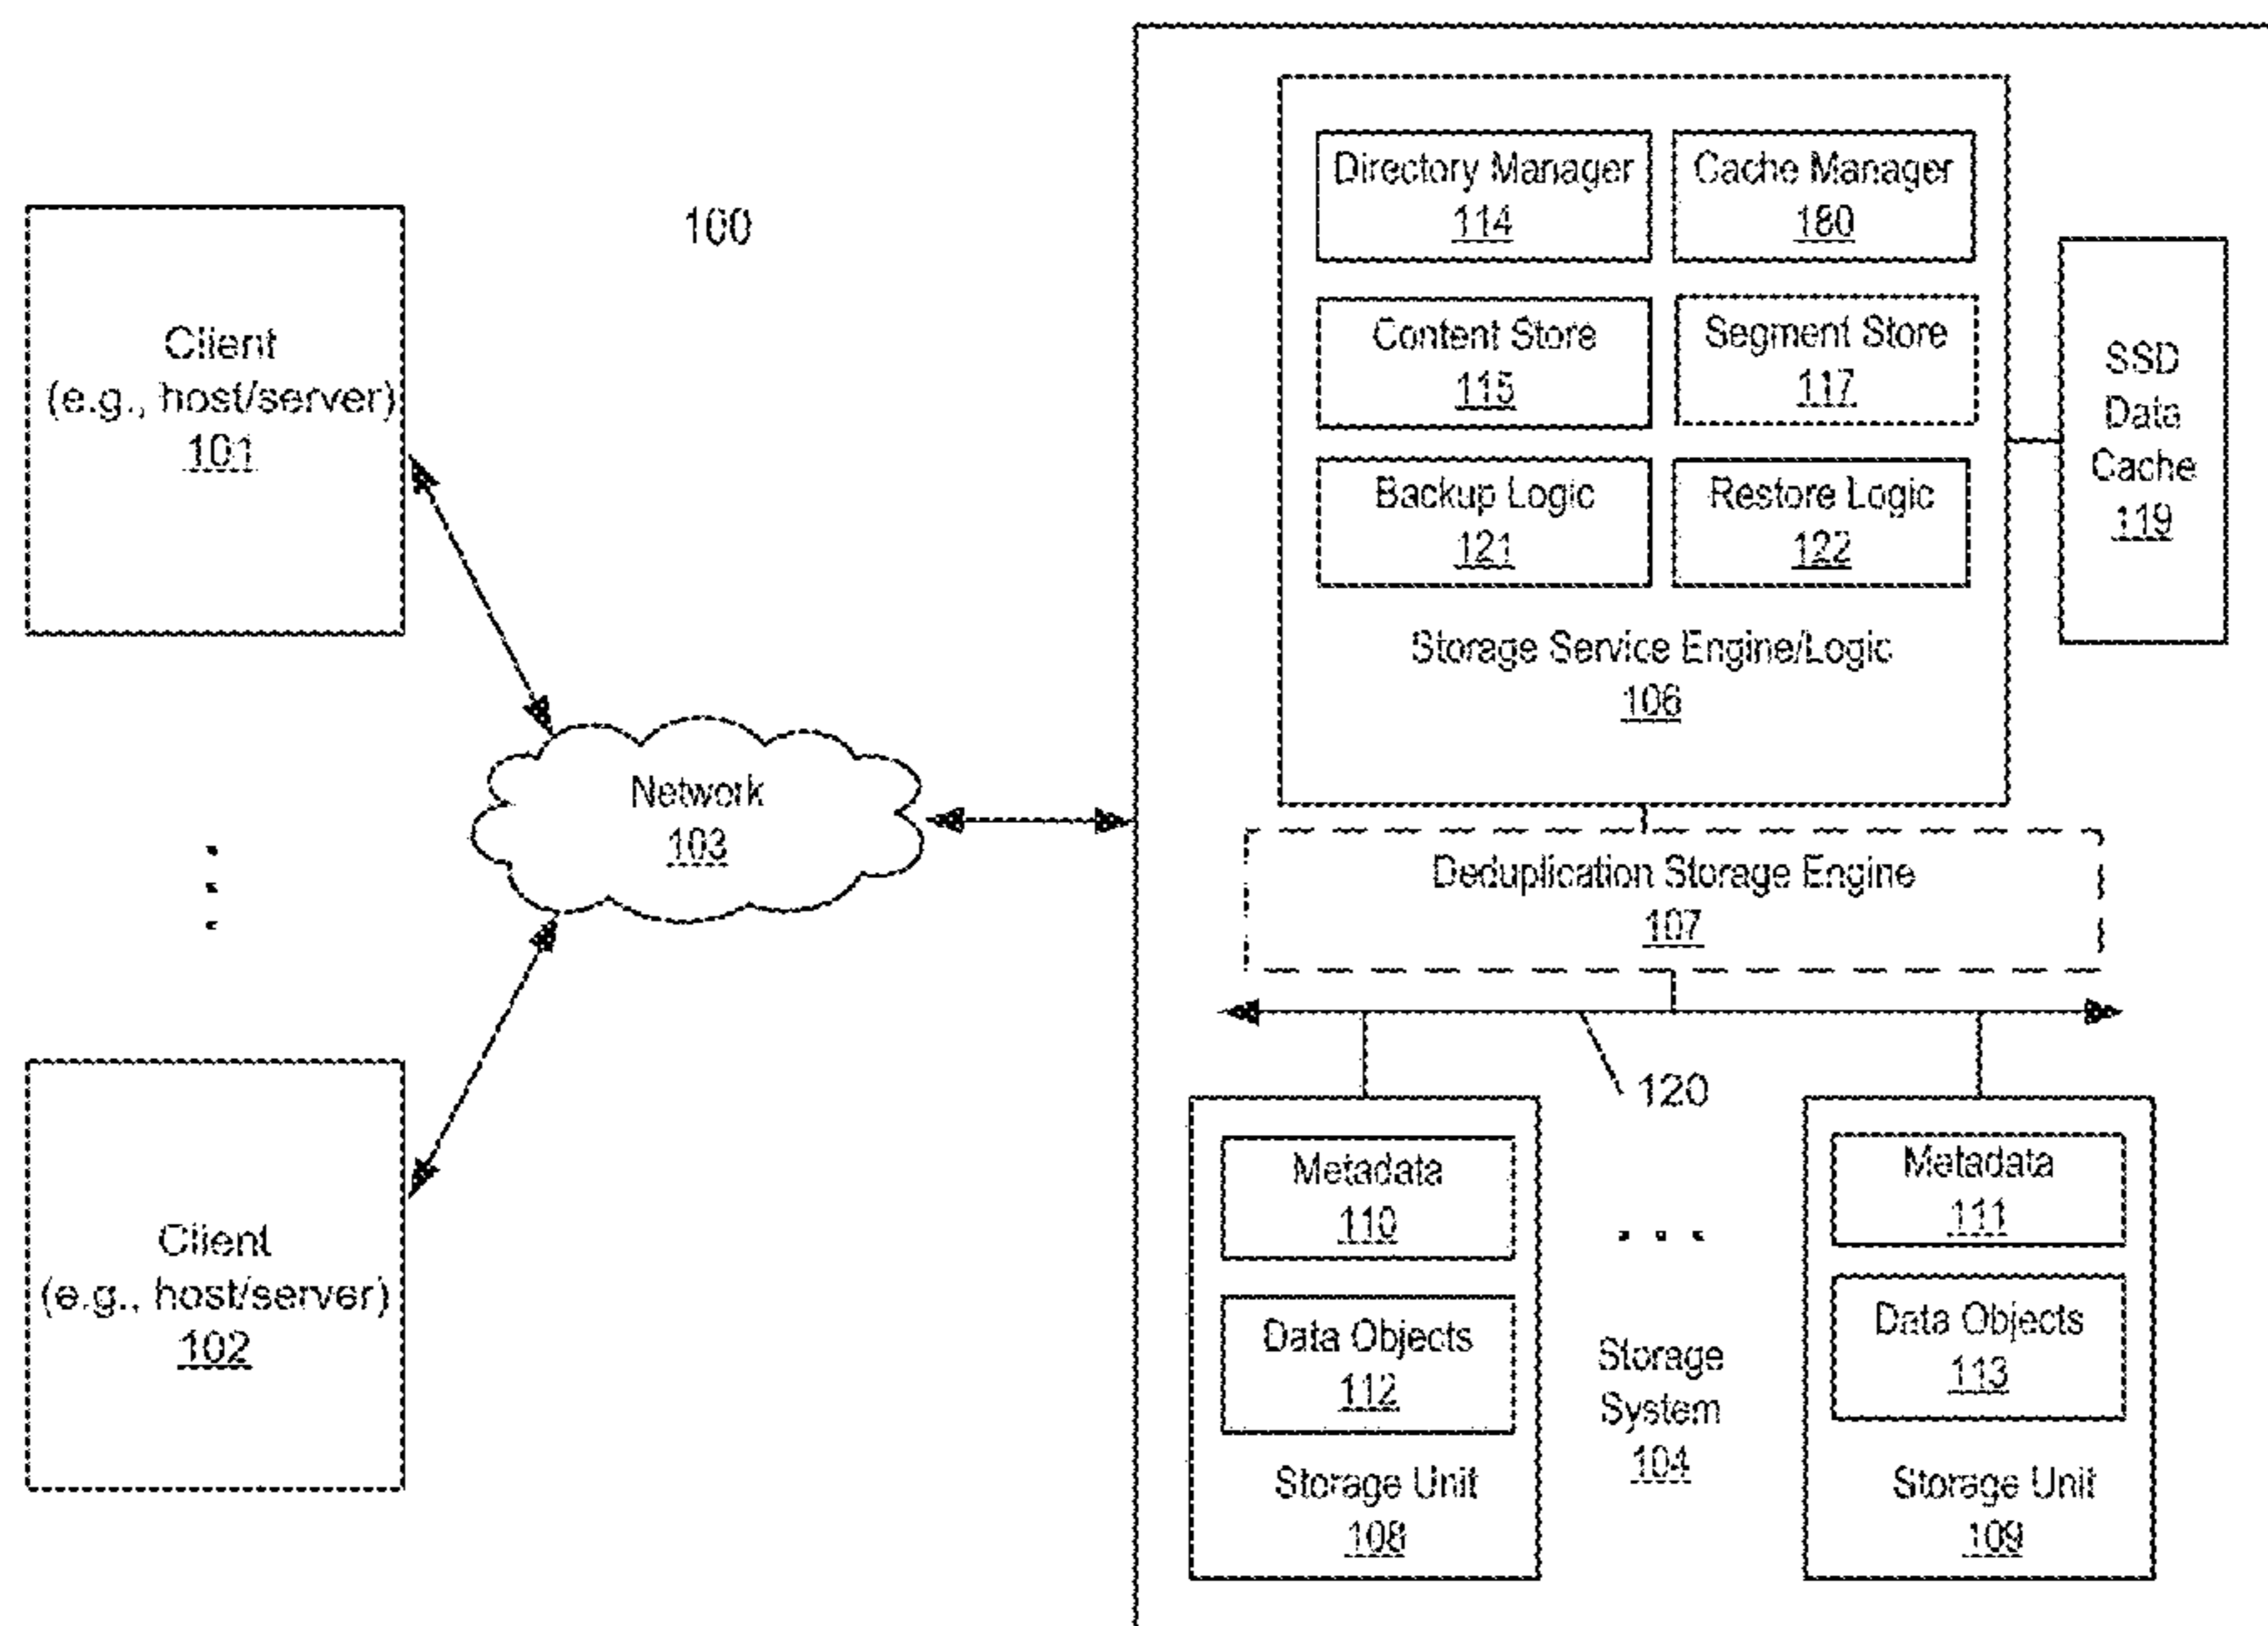 100
Client
(e.g., host/server)
101
Network
103
Client
(e.g., host/server)
102
Directory Manager
114
Cache Manager
180
Content Store
115
Segment Store
117
Backup Logic
121
Restore Logic
122
Storage Service Engine/Logic
106
SSD
Data
Cache
119
Deduplication Storage Engine
107
120
Metadata
110
Data Objects
112
Storage Unit
108
Storage
System
104
Metadata
111
Data Objects
113
Storage Unit
109